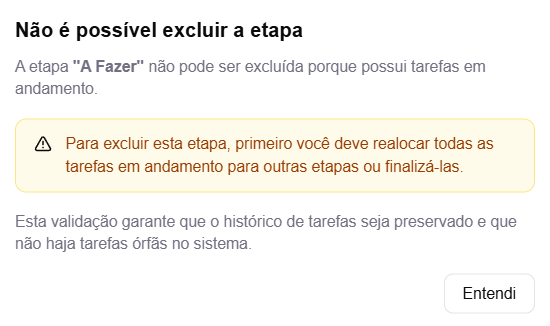 Não é possível excluir a etapa
A etapa "A Fazer" não pode ser excluída porque possui tarefas em
andamento.
Para excluir esta etapa, primeiro você deve realocar todas as
tarefas em andamento para outras etapas ou finalizá-las.
Esta validação garante que o histórico de tarefas seja preservado e que
não haja tarefas órfãs no sistema.
Entendi